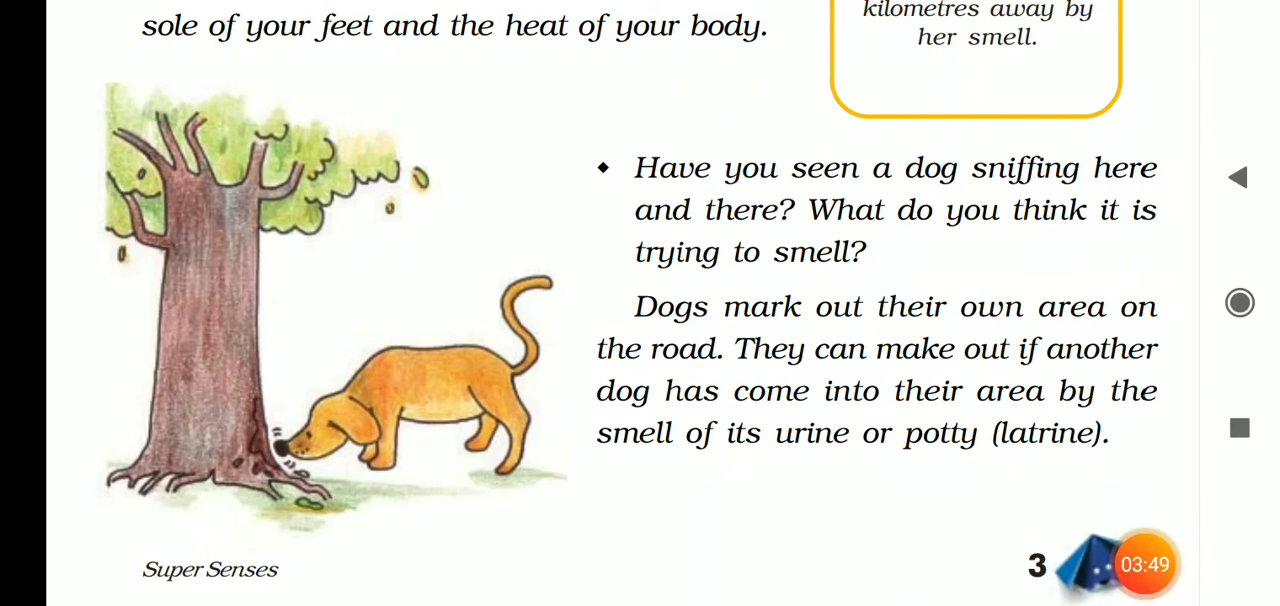 sole of your feet and the heat of your body.
kilometres away by
her smell.
◆ Have you seen a dog sniffing here
and there? What do you think it is
trying to smell?
Dogs mark out their own area on
the road. They can make out if another
dog has come into their area by the
smell of its urine or potty (latrine).
Super Senses
3
03:49